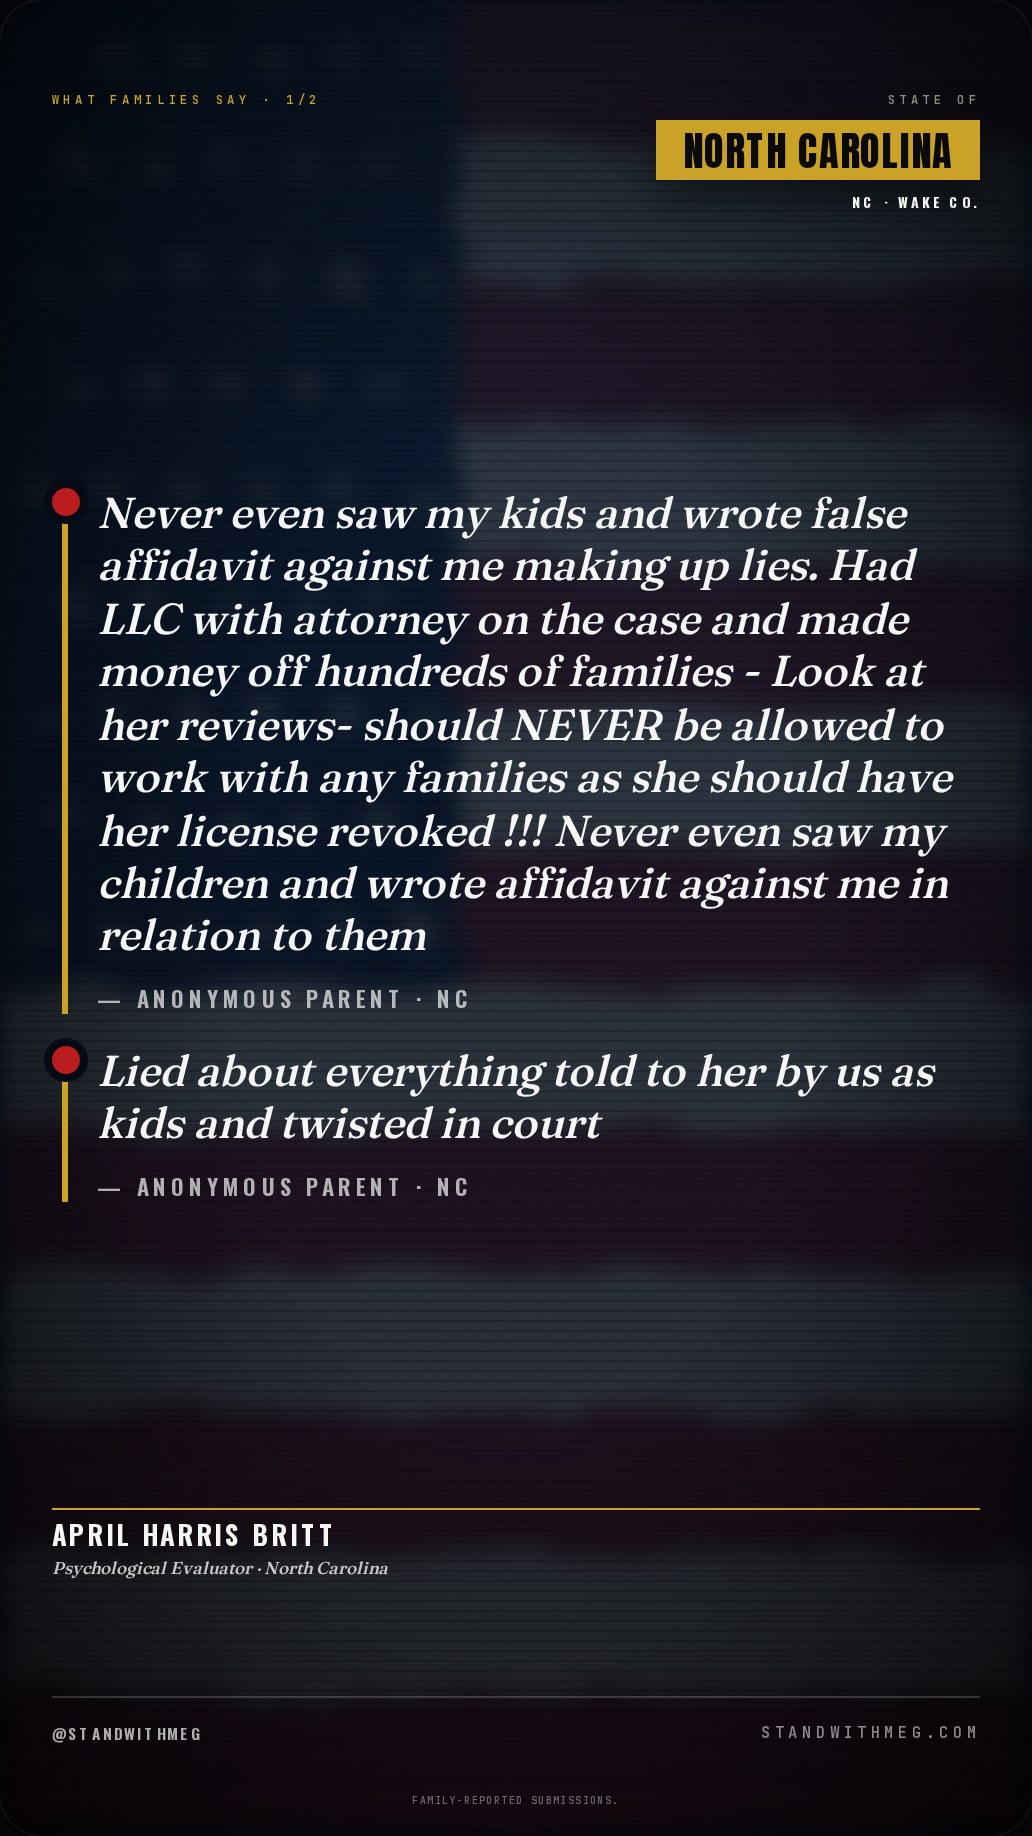 WHAT FAMILIES SAY · 1/2
STATE OF
NORTH CAROLINA
NC · WAKE CO.
Never even saw my kids and wrote false
affidavit against me making up lies. Had
LLC with attorney on the case and made
money off hundreds of families - Look at
her reviews- should NEVER be allowed to
work with any families as she should have
her license revoked !!! Never even saw my
children and wrote affidavit against me in
relation to them
— ANONYMOUS PARENT · NC
Lied about everything told to her by us as
kids and twisted in court
— ANONYMOUS PARENT · NC
APRIL HARRIS BRITT
Psychological Evaluator · North Carolina
@STANDWITHMEG
STANDWITHMEG.COM
FAMILY-REPORTED SUBMISSIONS.